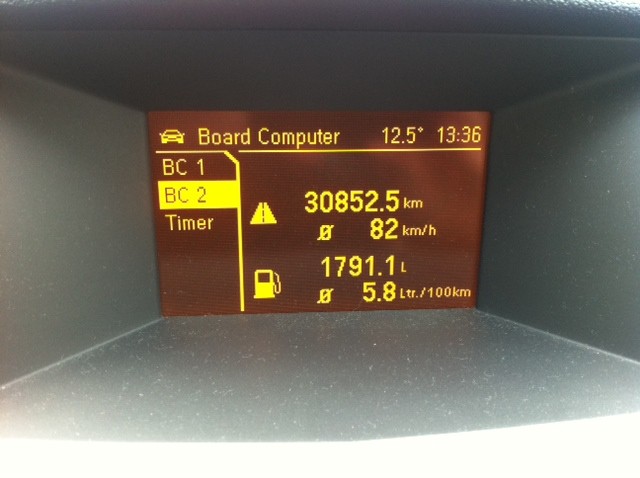 Board Computer 12.5° 13:36
BC 1
BC 2
Timer
30852.5 km
Ø 82 km/h
1791.1 L
Ø 5.8 Ltr./100km